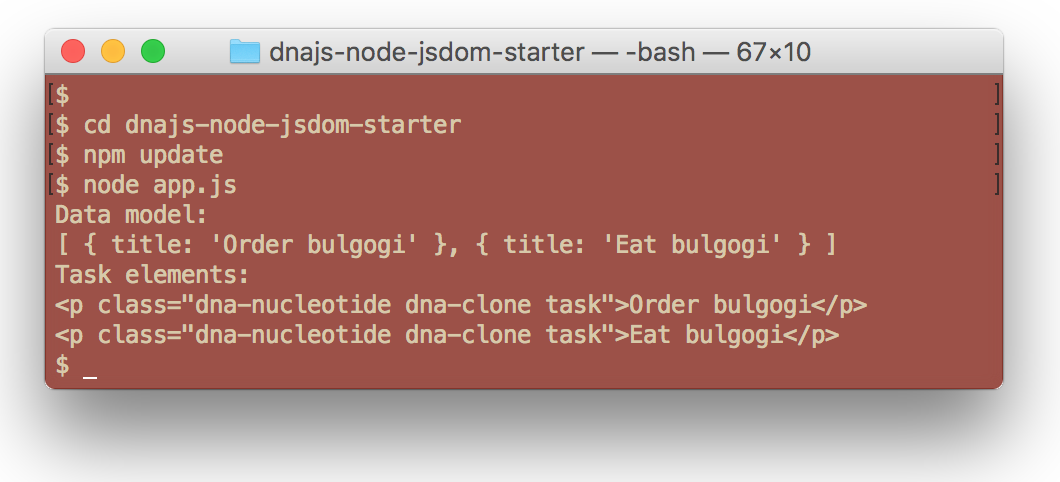 dnajs-node-jsdom-starter — -bash — 67×10
[$ ]
[$ cd dnajs-node-jsdom-starter ]
[$ npm update ]
[$ node app.js ]
Data model:
[ { title: 'Order bulgogi' }, { title: 'Eat bulgogi' } ]
Task elements:
<p class="dna-nucleotide dna-clone task">Order bulgogi</p>
<p class="dna-nucleotide dna-clone task">Eat bulgogi</p>
$ _